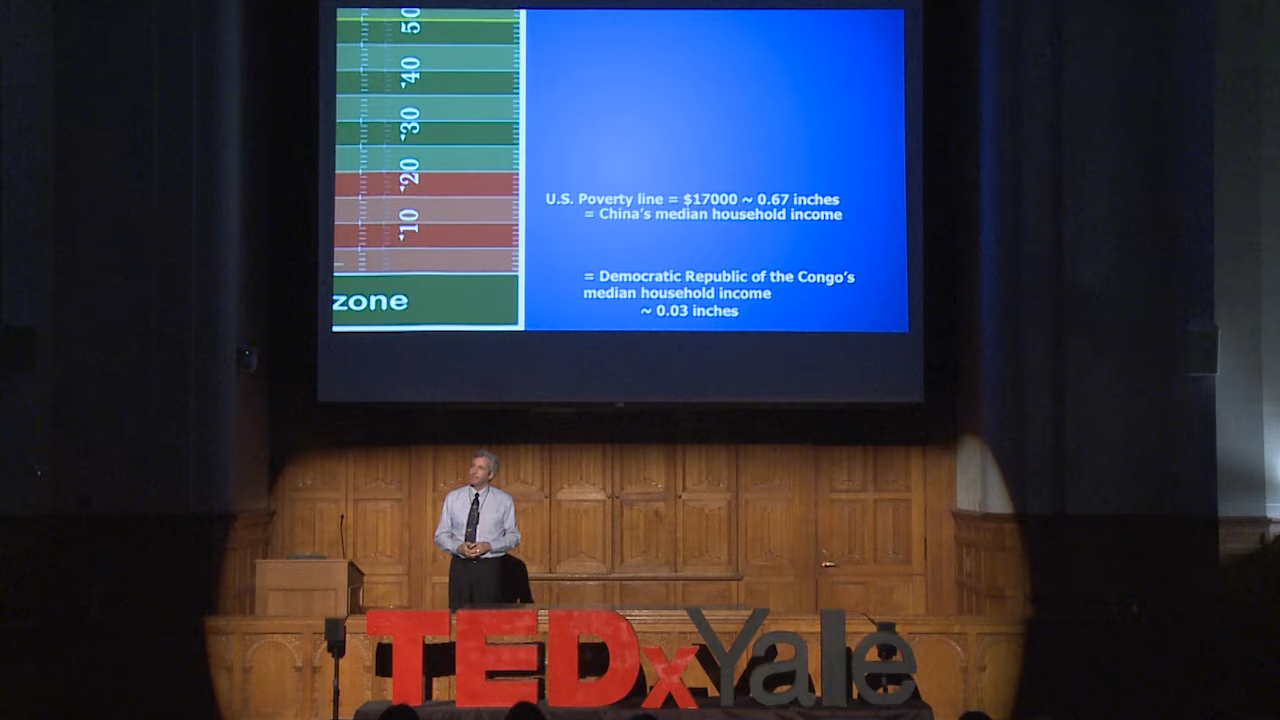 50
40
30
20
10
zone
U.S. Poverty line = $17000 ~ 0.67 inches
= China's median household income
= Democratic Republic of the Congo's
median household income
~ 0.03 inches
TEDxYale